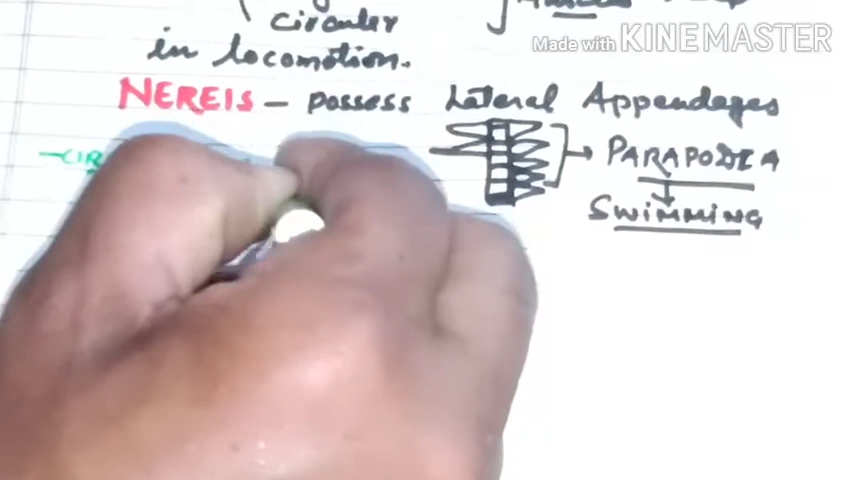 circular
Made with KINEMASTER
in locomotion.
NEREIS – possess Lateral Appendages
PARAPODIA
SWIMMING